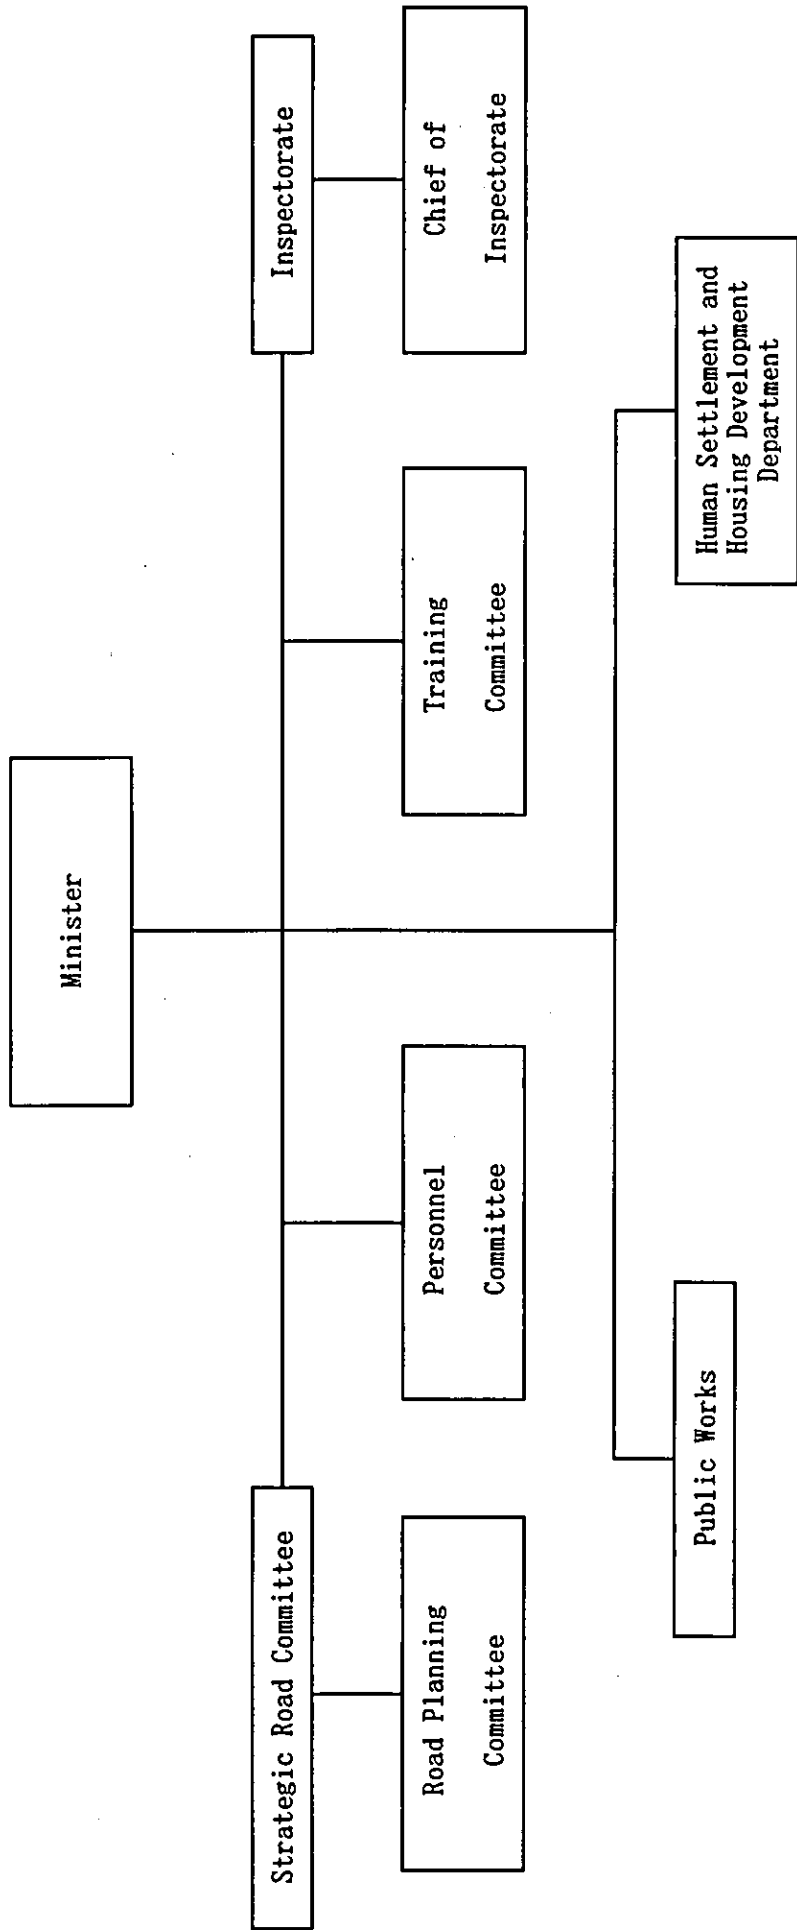 Minister
Strategic Road Committee
Inspectorate
Road Planning
Committee
Personnel
Committee
Training
Committee
Chief of
Inspectorate
Public Works
Human Settlement and
Housing Development
Department